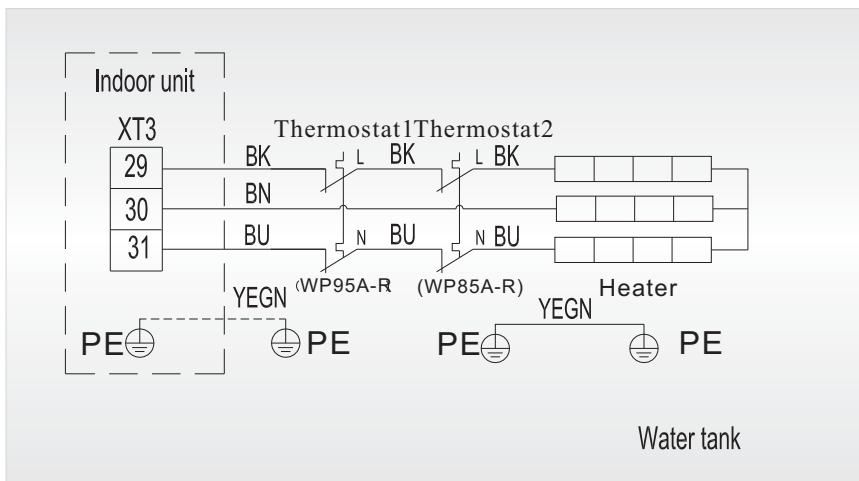 Indoor unit
XT3
Thermostat1Thermostat2
29 BK L BK L BK
30 BN
31 BU N BU N BU
(WP95A-R (WP85A-R) Heater
YEGN YEGN
PE PE PE PE
Water tank